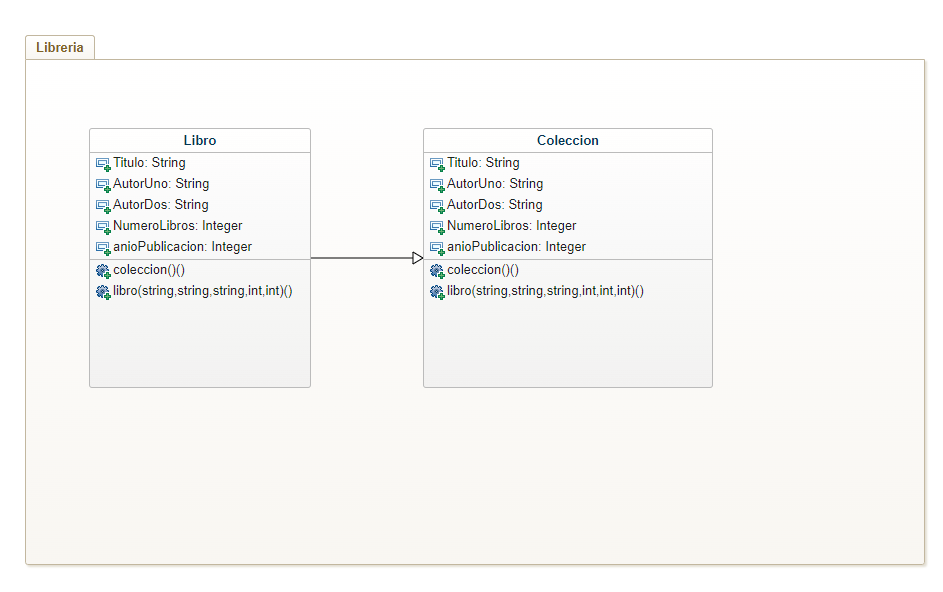 Libreria
Libro
Titulo: String
AutorUno: String
AutorDos: String
NumeroLibros: Integer
anioPublicacion: Integer
coleccion()()
libro(string,string,string,int,int)()
Coleccion
Titulo: String
AutorUno: String
AutorDos: String
NumeroLibros: Integer
anioPublicacion: Integer
coleccion()()
libro(string,string,string,int,int,int)()